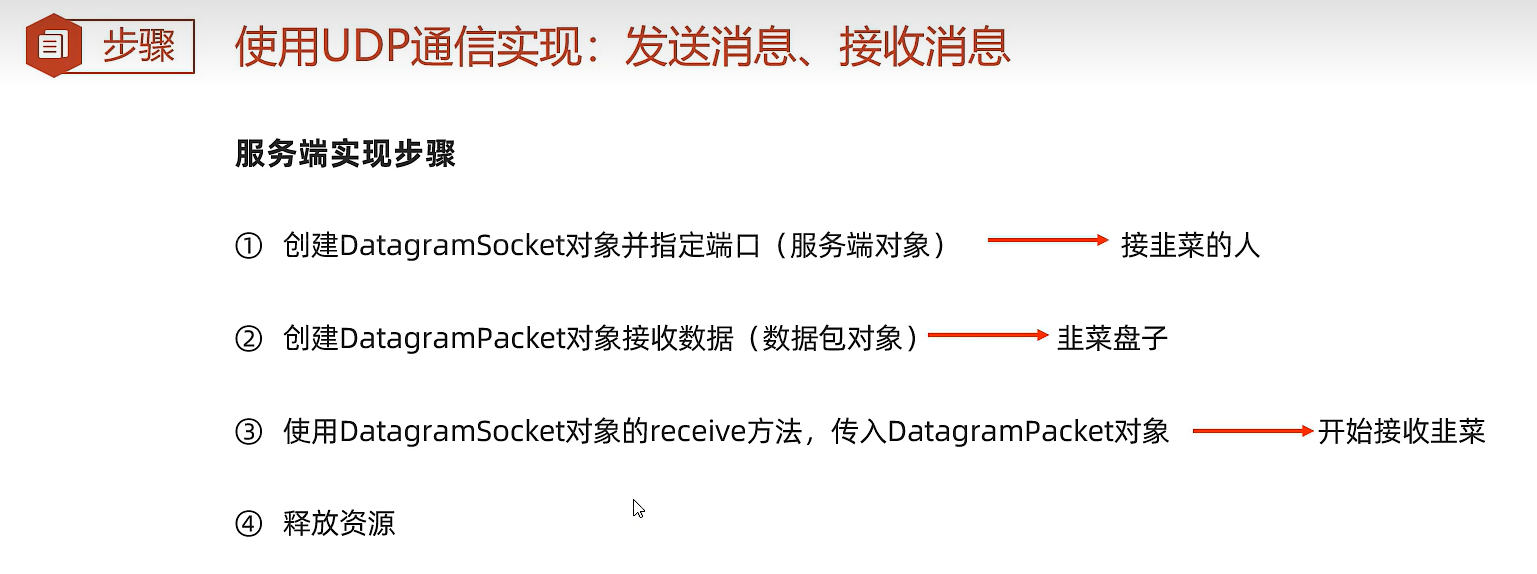 步骤 使用UDP通信实现：发送消息、接收消息
服务端实现步骤
① 创建DatagramSocket对象并指定端口（服务端对象） 接韭菜的人
② 创建DatagramPacket对象接收数据（数据包对象） 韭菜盘子
③ 使用DatagramSocket对象的receive方法，传入DatagramPacket对象 开始接收韭菜
④ 释放资源